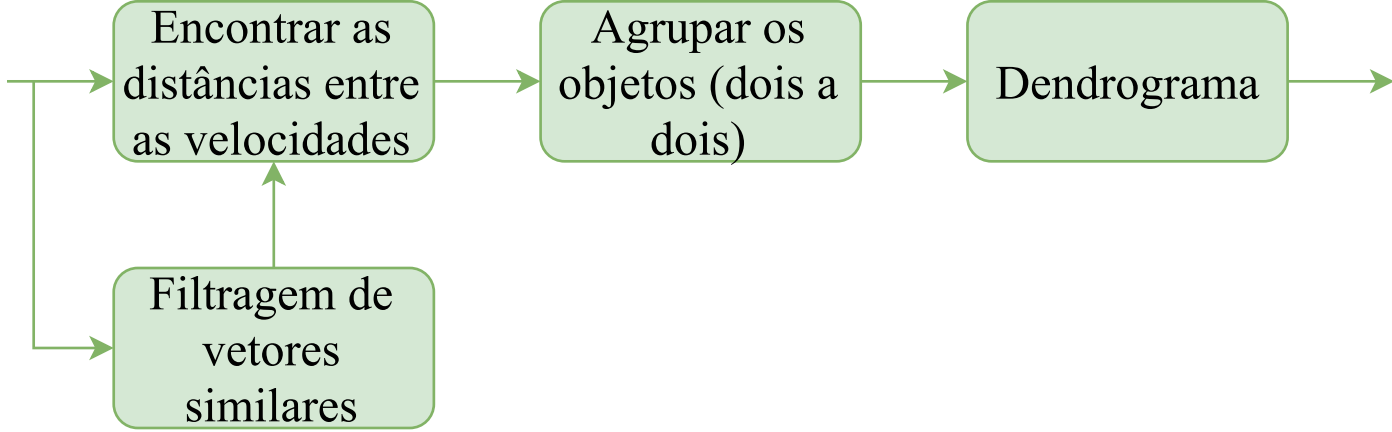 Encontrar as
distâncias entre
as velocidades
Agrupar os
objetos (dois a
dois)
Dendrograma
Filtragem de
vetores
similares